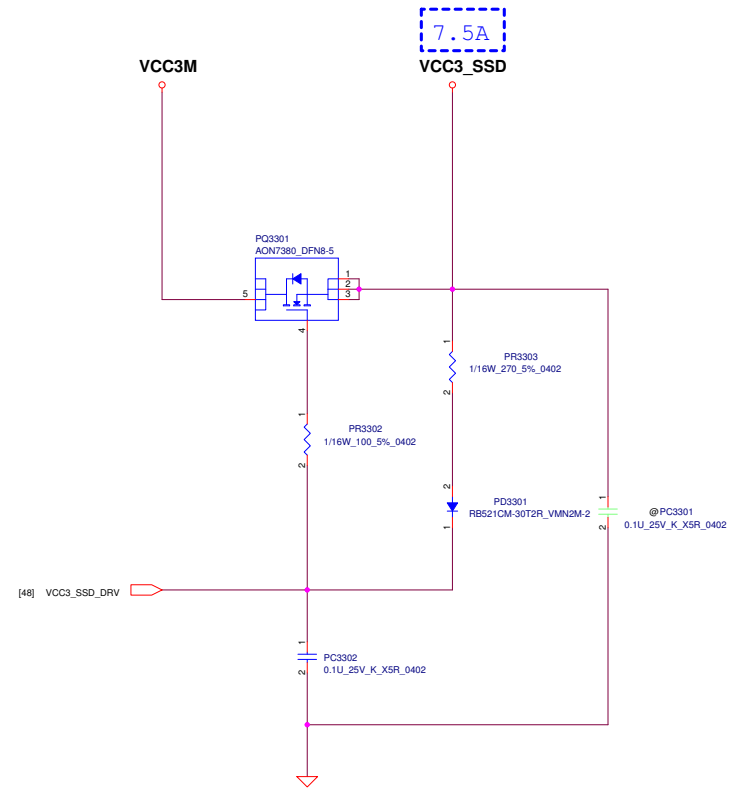 7.5A
VCC3M
VCC3_SSD
PQ3301
AON7380_DFN8-5
1
2
3
5
4
1
PR3303
1/16W_270_5%_0402
2
1
PR3302
1/16W_100_5%_0402
2
2
PD3301
RB521CM-30T2R_VMN2M-2
1
1
@PC3301
0.1U_25V_K_X5R_0402
2
[48] VCC3_SSD_DRV
1
PC3302
0.1U_25V_K_X5R_0402
2